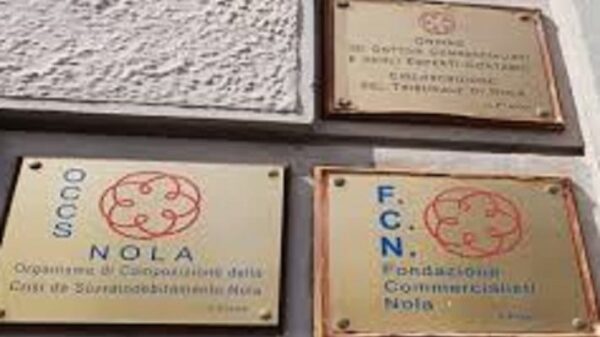 Ordine
dei Dottori Commercialisti
e degli Esperti Contabili
Circoscrizione
del Tribunale di Nola
OCCS
NOLA
Organismo di Composizione della
Crisi da Sovraindebitamento Nola
F.
C.
N.
Fondazione
Commercialisti
Nola